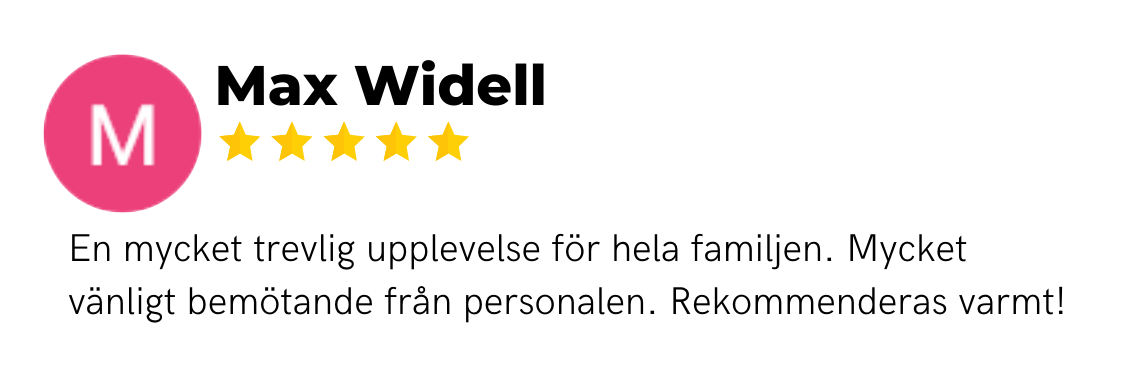 M
Max Widell
En mycket trevlig upplevelse för hela familjen. Mycket
vänligt bemötande från personalen. Rekommenderas varmt!